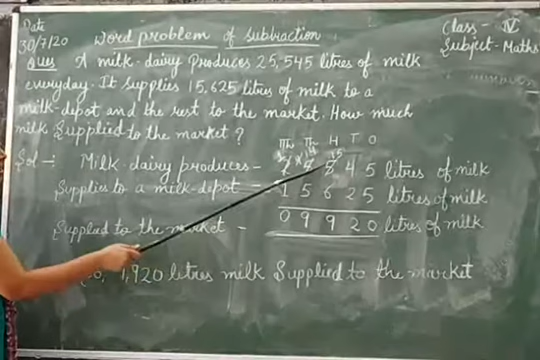 Date
30/7/20
Word problem of subtraction
Class - IV
Subject - Maths
Ques A milk-dairy Produces 25,545 litres of milk
everyday. It supplies 15,625 litres of milk to a
milk-depot and the rest to the market. How much
milk Supplied to the market?
Th H T O
Sol -: Milk-dairy produces - 5 4 5 litres of milk
Supplies to a milk-depot = 1 5 6 2 5 litres of milk
Supplied to the market - 0 9 9 2 0 litres of milk
,920 litres milk Supplied to the market